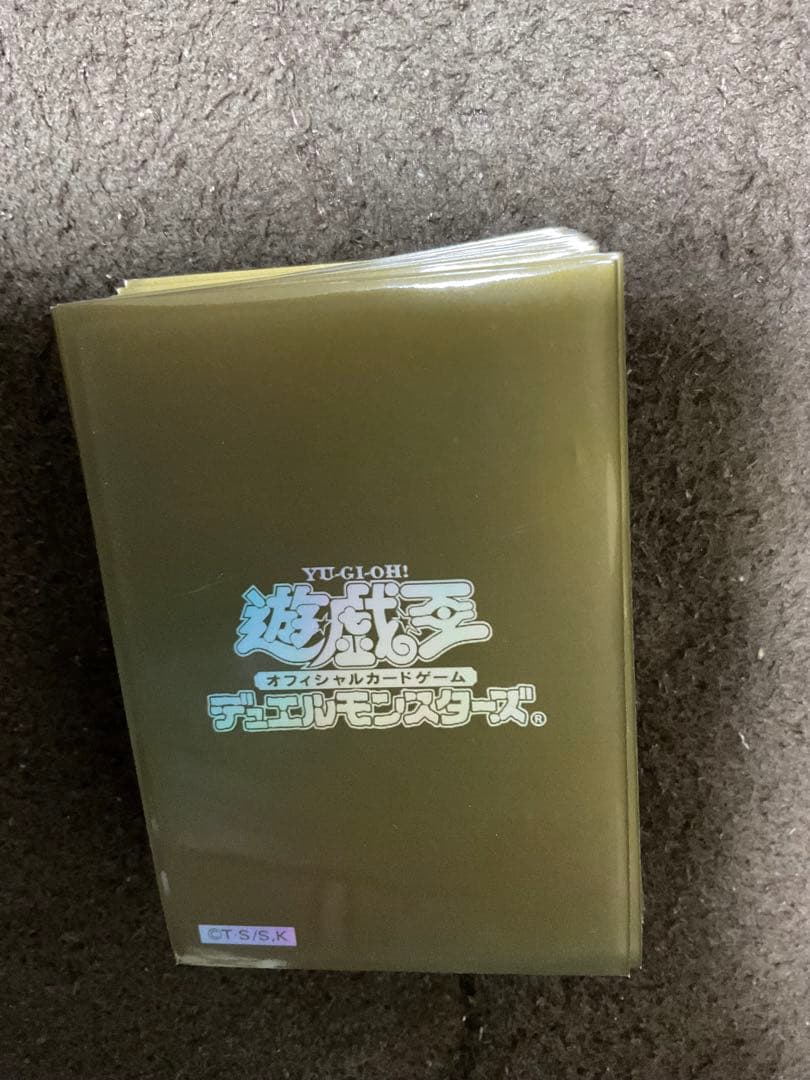 YU-GI-OH!
遊戯王
オフィシャルカードゲーム
デュエルモンスターズ®
©T·S/S,K